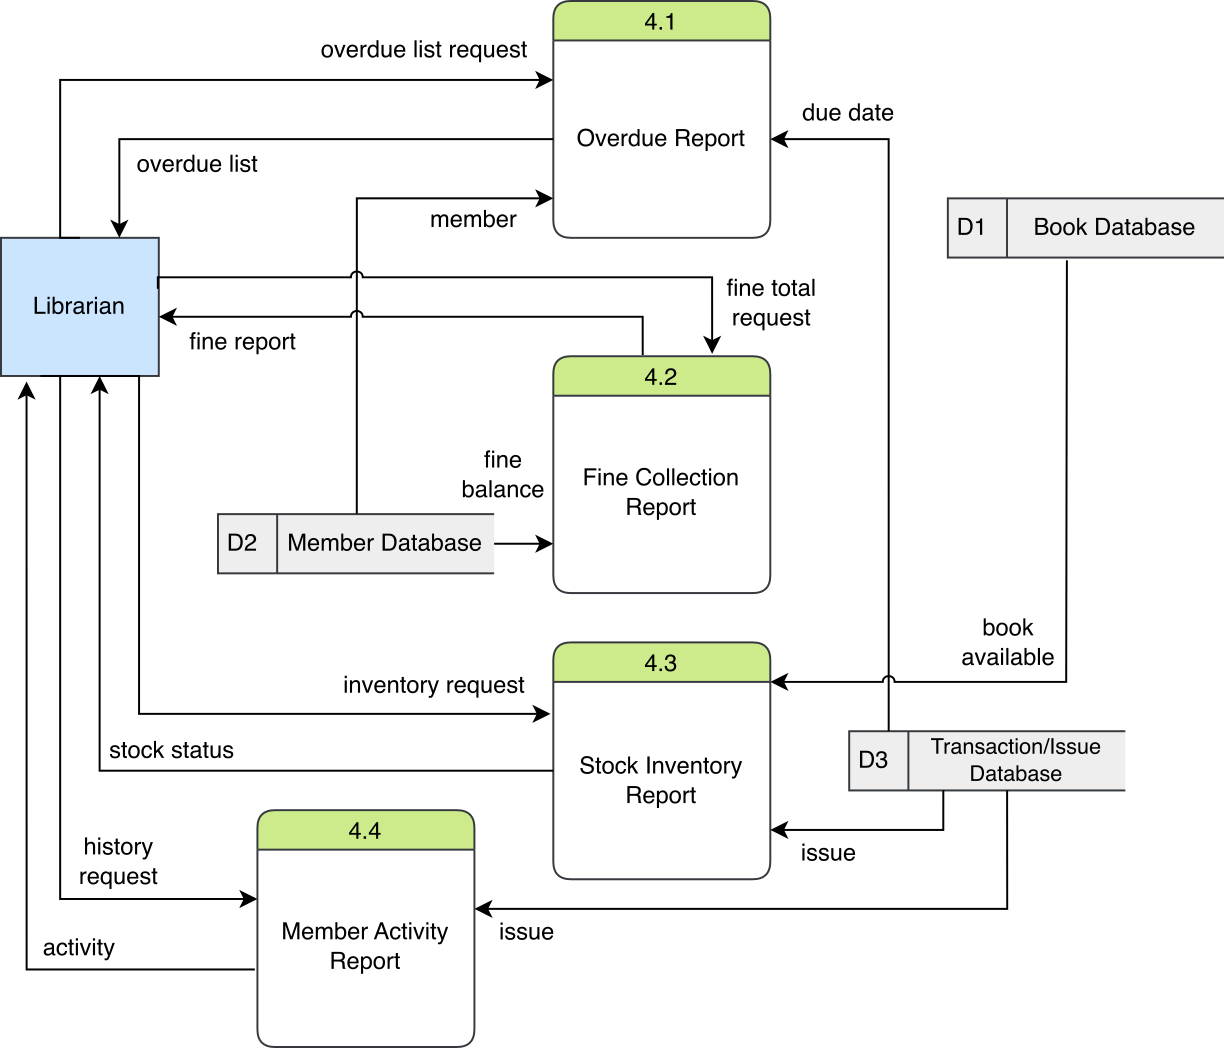 4.1
overdue list request
Overdue Report
due date
overdue list
member
D1
Book Database
Librarian
fine total
request
fine report
4.2
fine
balance
Fine Collection
Report
D2
Member Database
book
available
4.3
inventory request
stock status
Stock Inventory
Report
D3
Transaction/Issue
Database
4.4
history
request
issue
Member Activity
Report
issue
activity